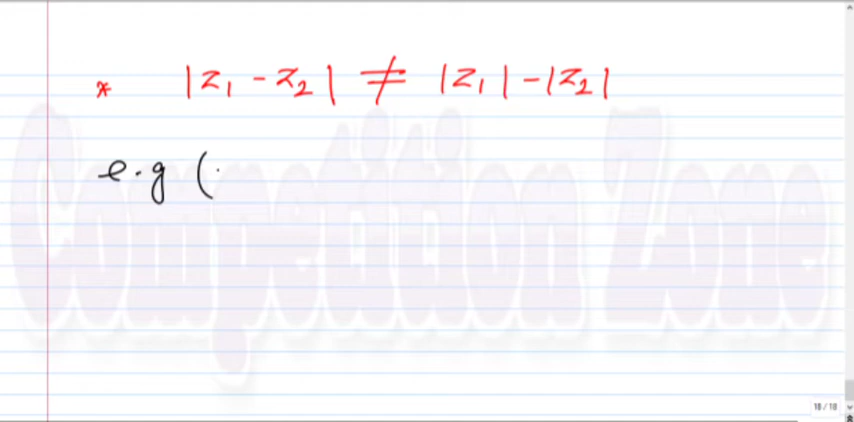 * |z₁ - z₂| ≠ |z₁| - |z₂|
e.g (
Competition Zone
18 / 18